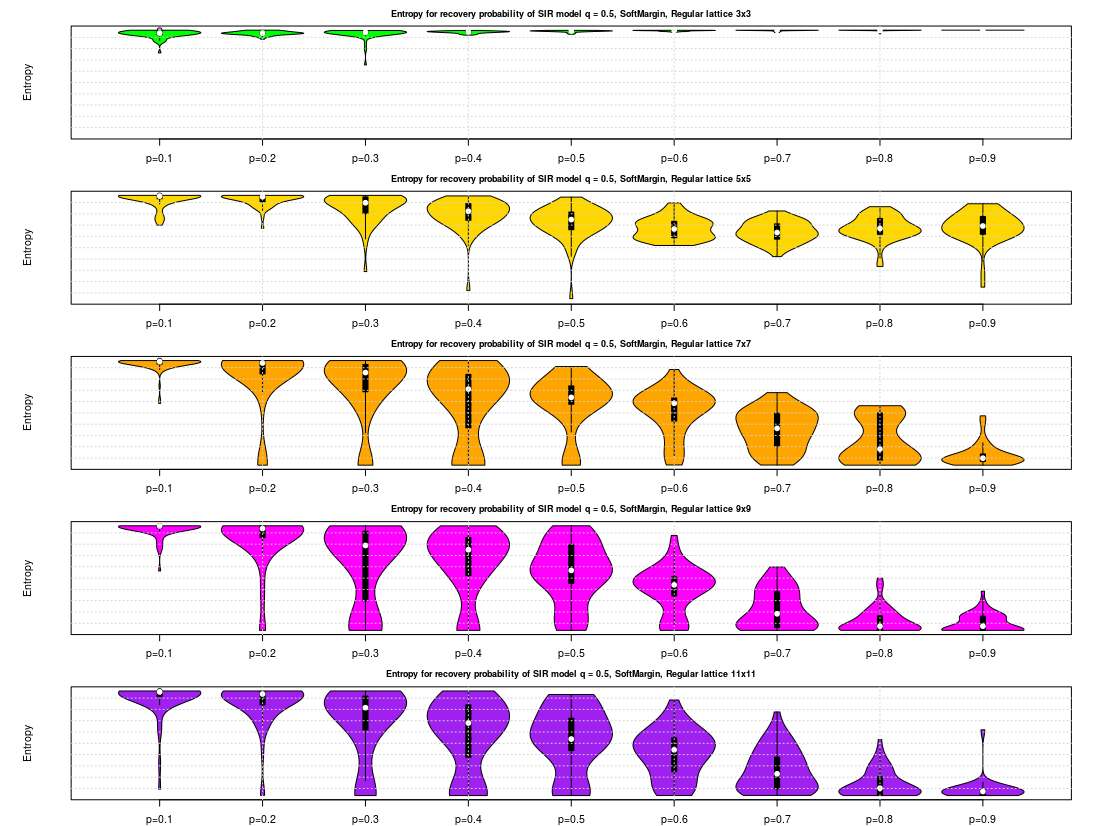 Entropy for recovery probability of SIR model q = 0.5, SoftMargin, Regular lattice 3x3
Entropy
p=0.1 p=0.2 p=0.3 p=0.4 p=0.5 p=0.6 p=0.7 p=0.8 p=0.9
Entropy for recovery probability of SIR model q = 0.5, SoftMargin, Regular lattice 5x5
Entropy
p=0.1 p=0.2 p=0.3 p=0.4 p=0.5 p=0.6 p=0.7 p=0.8 p=0.9
Entropy for recovery probability of SIR model q = 0.5, SoftMargin, Regular lattice 7x7
Entropy
p=0.1 p=0.2 p=0.3 p=0.4 p=0.5 p=0.6 p=0.7 p=0.8 p=0.9
Entropy for recovery probability of SIR model q = 0.5, SoftMargin, Regular lattice 9x9
Entropy
p=0.1 p=0.2 p=0.3 p=0.4 p=0.5 p=0.6 p=0.7 p=0.8 p=0.9
Entropy for recovery probability of SIR model q = 0.5, SoftMargin, Regular lattice 11x11
Entropy
p=0.1 p=0.2 p=0.3 p=0.4 p=0.5 p=0.6 p=0.7 p=0.8 p=0.9